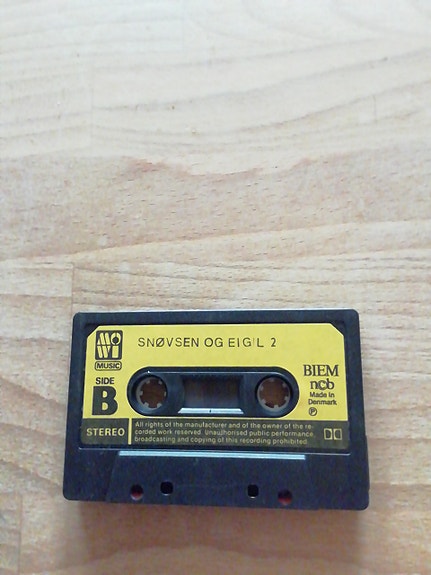 MOWI
MUSIC
SNØVSEN OG EIGIL 2
SIDE
B
BIEM
ncb
Made in
Denmark
℗
STEREO
All rights of the manufacturer and of the owner of the re-
corded work reserved. Unauthorised public performance,
broadcasting and copying of this recording prohibited.